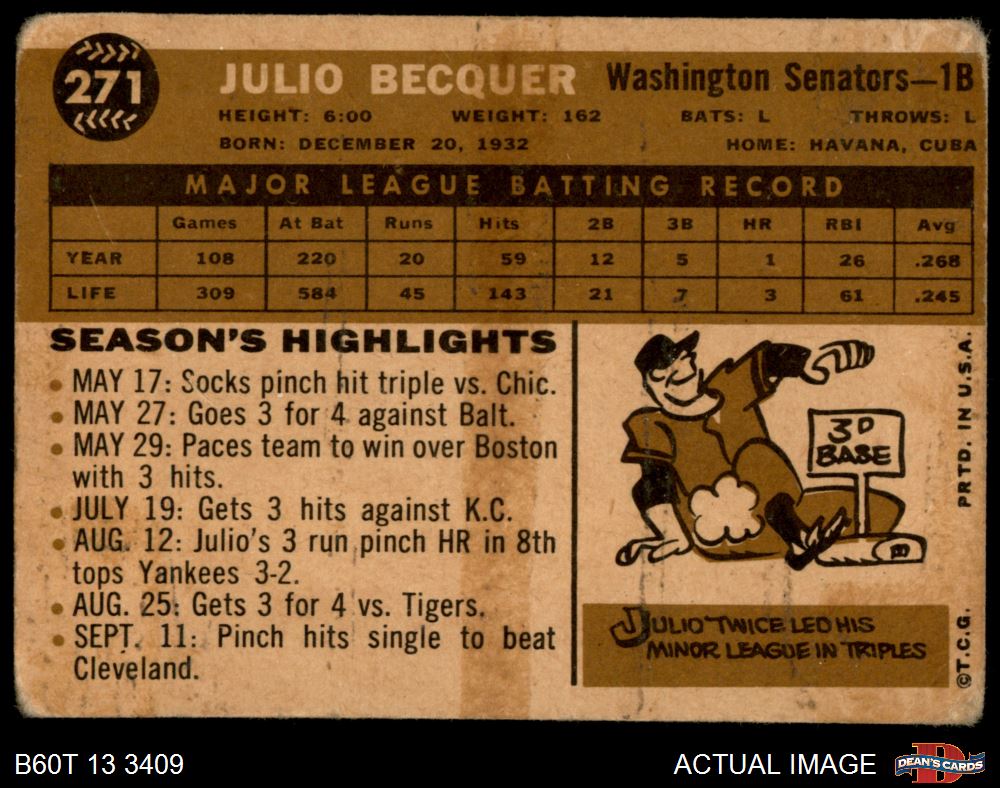 271
JULIO BECQUER Washington Senators—1B
HEIGHT: 6:00 WEIGHT: 162 BATS: L THROWS: L
BORN: DECEMBER 20, 1932 HOME: HAVANA, CUBA
MAJOR LEAGUE BATTING RECORD
Games At Bat Runs Hits 2B 3B HR RBI Avg
YEAR 108 220 20 59 12 5 1 26 .268
LIFE 309 584 45 143 21 7 3 61 .245
SEASON'S HIGHLIGHTS
• MAY 17: Socks pinch hit triple vs. Chic.
• MAY 27: Goes 3 for 4 against Balt.
• MAY 29: Paces team to win over Boston
with 3 hits.
• JULY 19: Gets 3 hits against K.C.
• AUG. 12: Julio's 3 run pinch HR in 8th
tops Yankees 3-2.
• AUG. 25: Gets 3 for 4 vs. Tigers.
• SEPT. 11: Pinch hits single to beat
Cleveland.
3D
BASE
JULIO TWICE LED HIS
MINOR LEAGUE IN TRIPLES
PRTD. IN U.S.A.
©T.C.G.
B60T 13 3409
ACTUAL IMAGE
D
DEAN'S CARDS